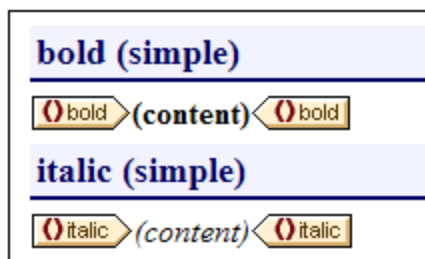 bold (simple)
() bold (content) () bold
italic (simple)
() italic (content) () italic